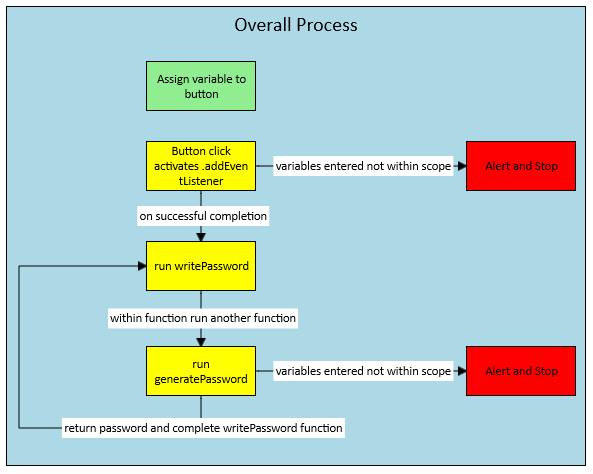 Overall Process
Assign variable to
button
Button click
activates .addEven
tListener
variables entered not within scope
Alert and Stop
on successful completion
run writePassword
within function run another function
run
generatePassword
variables entered not within scope
Alert and Stop
return password and complete writePassword function